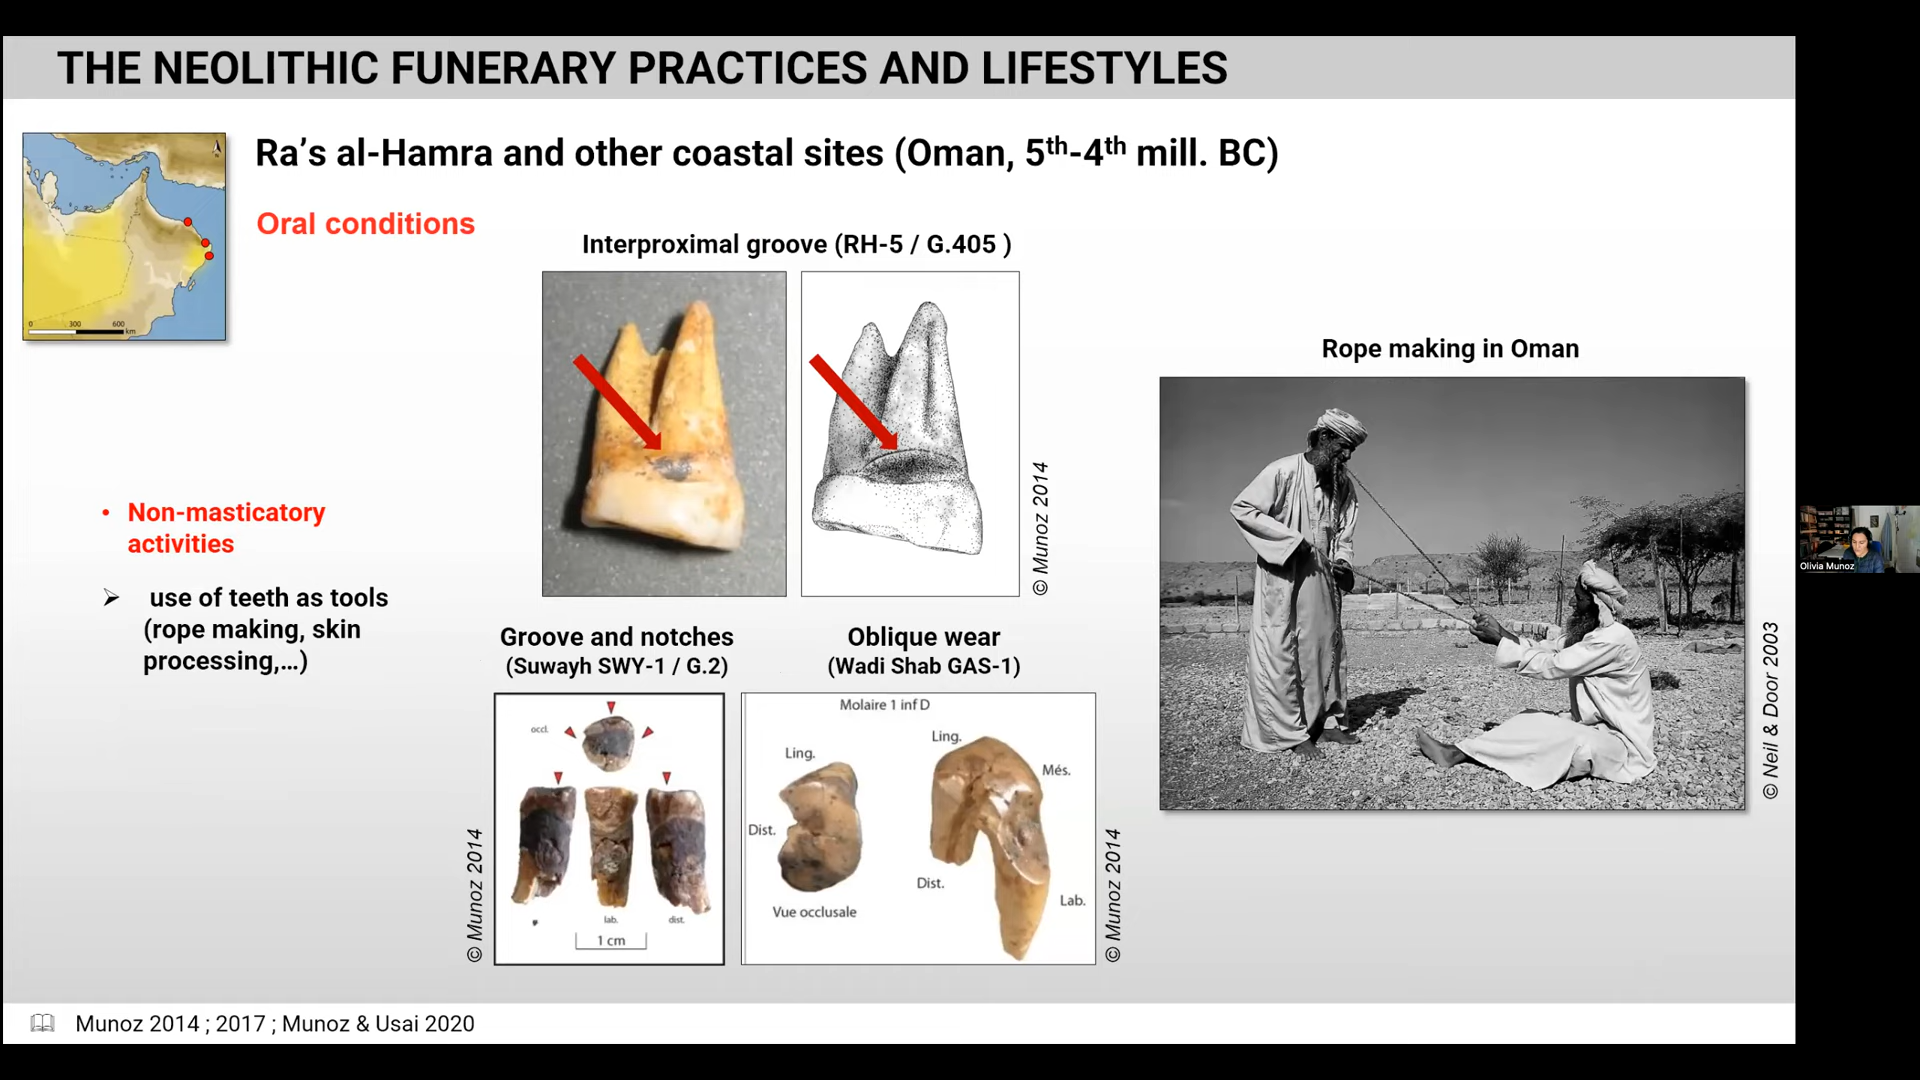 THE NEOLITHIC FUNERARY PRACTICES AND LIFESTYLES
Ra's al-Hamra and other coastal sites (Oman, 5th-4th mill. BC)
Oral conditions
0 300 600
km
• Non-masticatory
activities
➢ use of teeth as tools
(rope making, skin
processing,...)
Interproximal groove (RH-5 / G.405 )
© Munoz 2014
Groove and notches
(Suwayh SWY-1 / G.2)
occl.
lab.
dist.
1 cm
© Munoz 2014
Oblique wear
(Wadi Shab GAS-1)
Molaire 1 inf D
Ling.
Dist.
Vue occlusale
Ling.
Més.
Dist.
Lab.
© Munoz 2014
Rope making in Oman
© Neil & Door 2003
Olivia Munoz
Munoz 2014 ; 2017 ; Munoz & Usai 2020